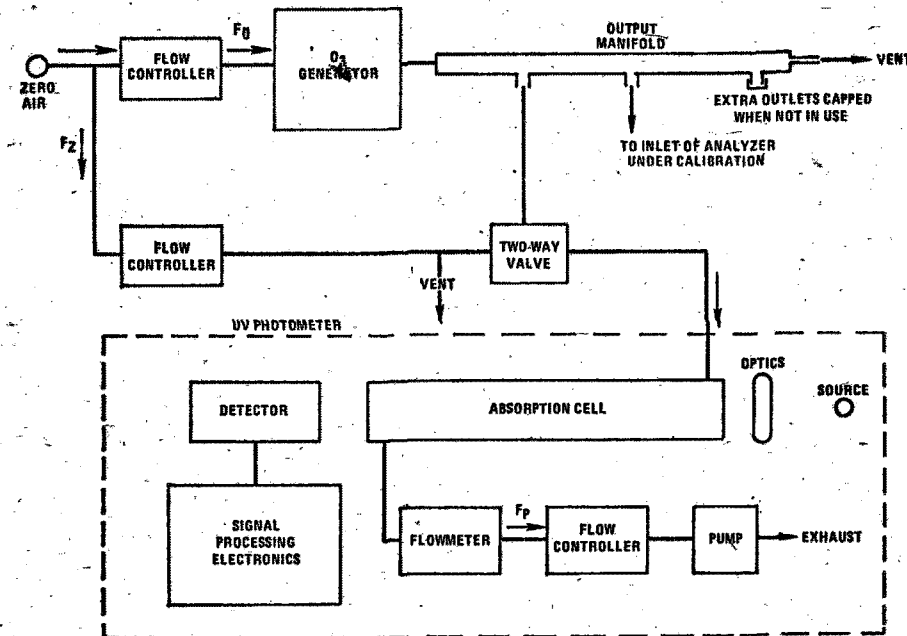 F0
FLOW
CONTROLLER
O3
GENERETOR
OUTPUT
MANIFOLD
VENT
ZERO
AIR
EXTRA OUTLETS CAPPED
WHEN NOT IN USE
TO INLET OF ANALYZER
UNDER CALIBRATION
FZ
FLOW
CONTROLLER
TWO-WAY
VALVE
VENT
UV PHOTOMETER
OPTICS
SOURCE
DETECTOR
ABSORPTION CELL
SIGNAL
PROCESSING
ELECTRONICS
FLOWMETER
FP
FLOW
CONTROLLER
PUMP
EXHAUST